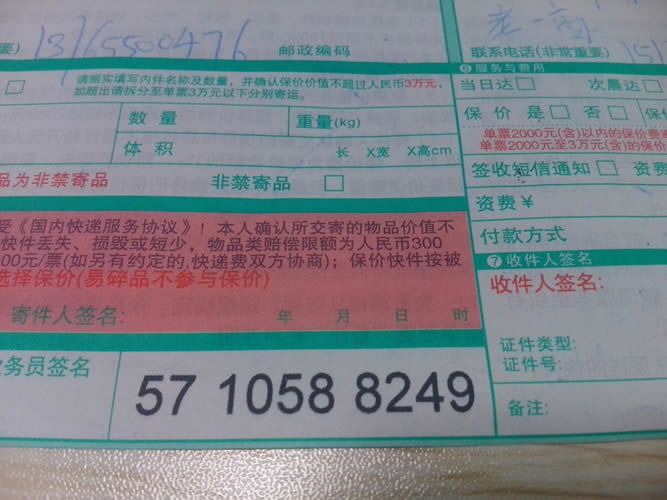 要） 13765500476 邮政编码
联系电话(非常重要) 151
请据实填写内件名称及数量，并确认保价价值不超过人民币3万元，
如超出请拆分至单票3万元以下分别寄运。
❻ 服务与费用
当日达□ 次晨达□
数量 重量(kg)
体积 长 X宽 X高cm
保价 是□ 否□ 保
单票2000元(含)以内的保价费
单票2000元至3万元(含)的保价
品为非禁寄品 非禁寄品 □
签收短信通知□ 资费
资费￥
付款方式
受《国内快递服务协议》！本人确认所交寄的物品价值不
快件丢失、损毁或短少，物品类赔偿限额为人民币300
00元/票(如另有约定的,快递费双方协商)；保价快件按被
选择保价(易碎品不参与保价)
寄件人签名: 年 月 日 时
❼ 收件人签名
收件人签名:
证件类型:
证件号:
业务员签名
57 1058 8249
备注: